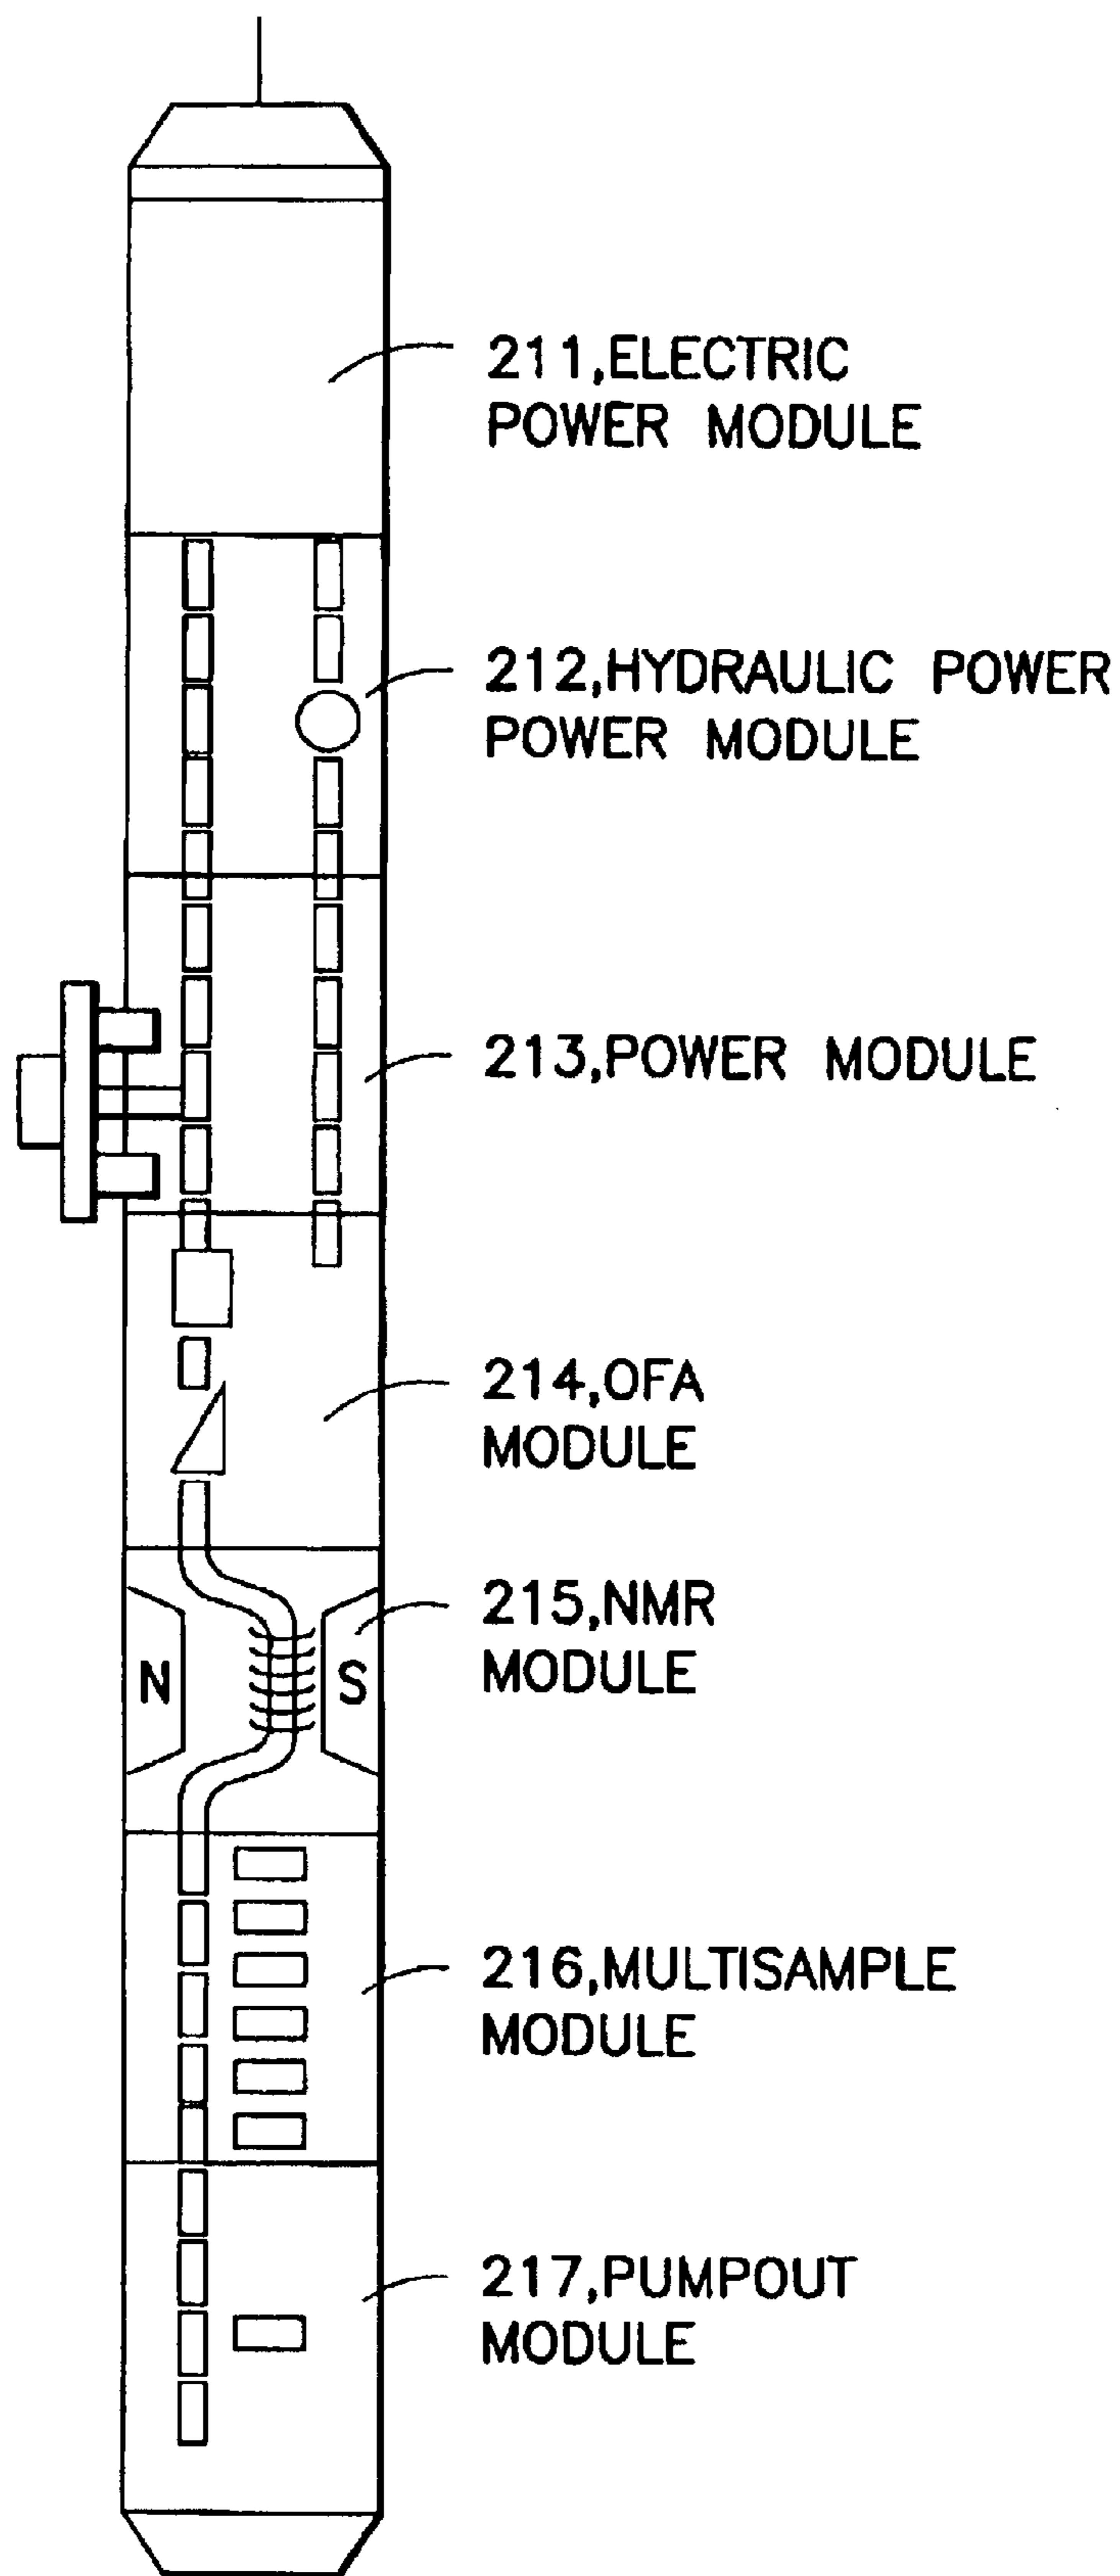 211,ELECTRIC
POWER MODULE
212,HYDRAULIC POWER
POWER MODULE
213,POWER MODULE
214,OFA
MODULE
215,NMR
MODULE
N
S
216,MULTISAMPLE
MODULE
217,PUMPOUT
MODULE